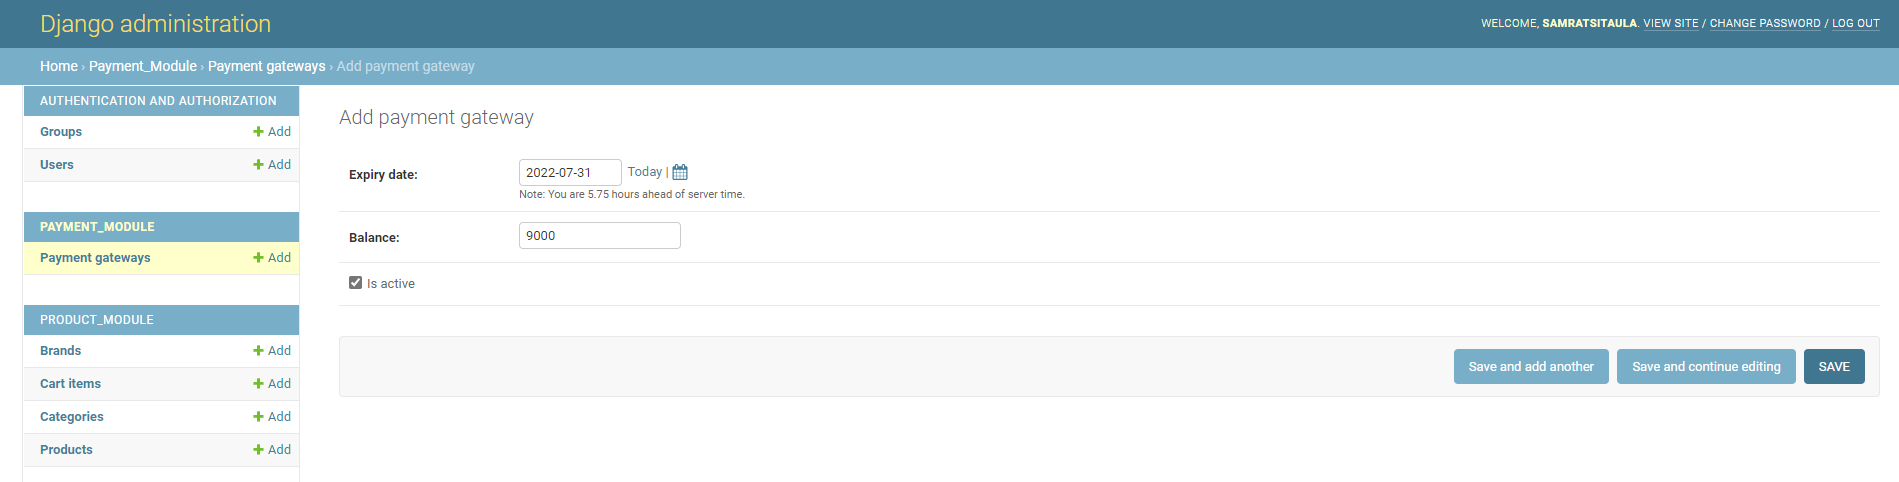 Django administration
WELCOME, SAMRATSITAULA. VIEW SITE / CHANGE PASSWORD / LOG OUT
Home › Payment_Module › Payment gateways › Add payment gateway
AUTHENTICATION AND AUTHORIZATION
Groups + Add
Users + Add
PAYMENT_MODULE
Payment gateways + Add
PRODUCT_MODULE
Brands + Add
Cart items + Add
Categories + Add
Products + Add
Add payment gateway
Expiry date: 2022-07-31 Today |
Note: You are 5.75 hours ahead of server time.
Balance: 9000
Is active
Save and add another Save and continue editing SAVE